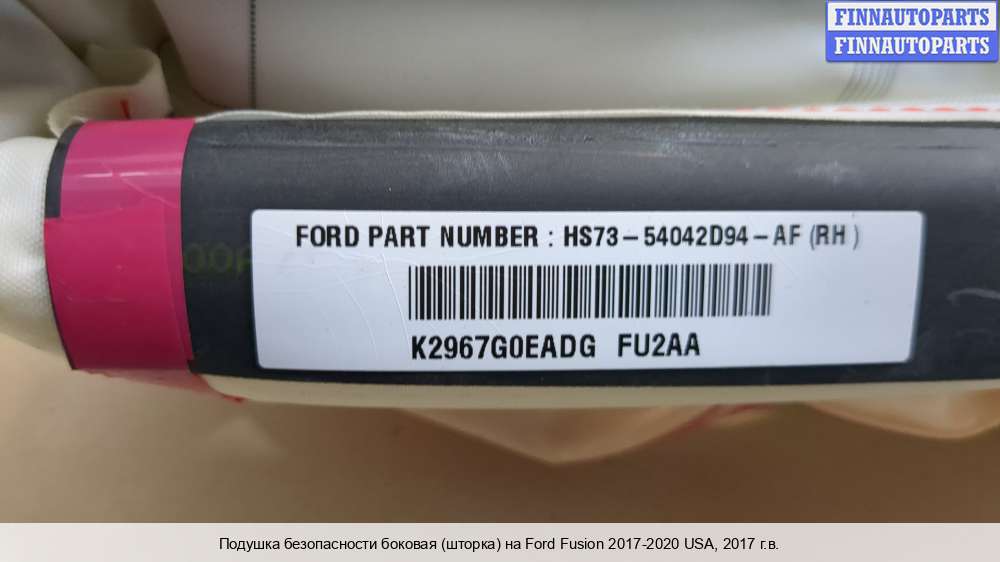 FINNAUTOPARTS
FINNAUTOPARTS
FORD PART NUMBER : HS73-54042D94-AF (RH)
K2967G0EADG FU2AA
Подушка безопасности боковая (шторка) на Ford Fusion 2017-2020 USA, 2017 г.в.